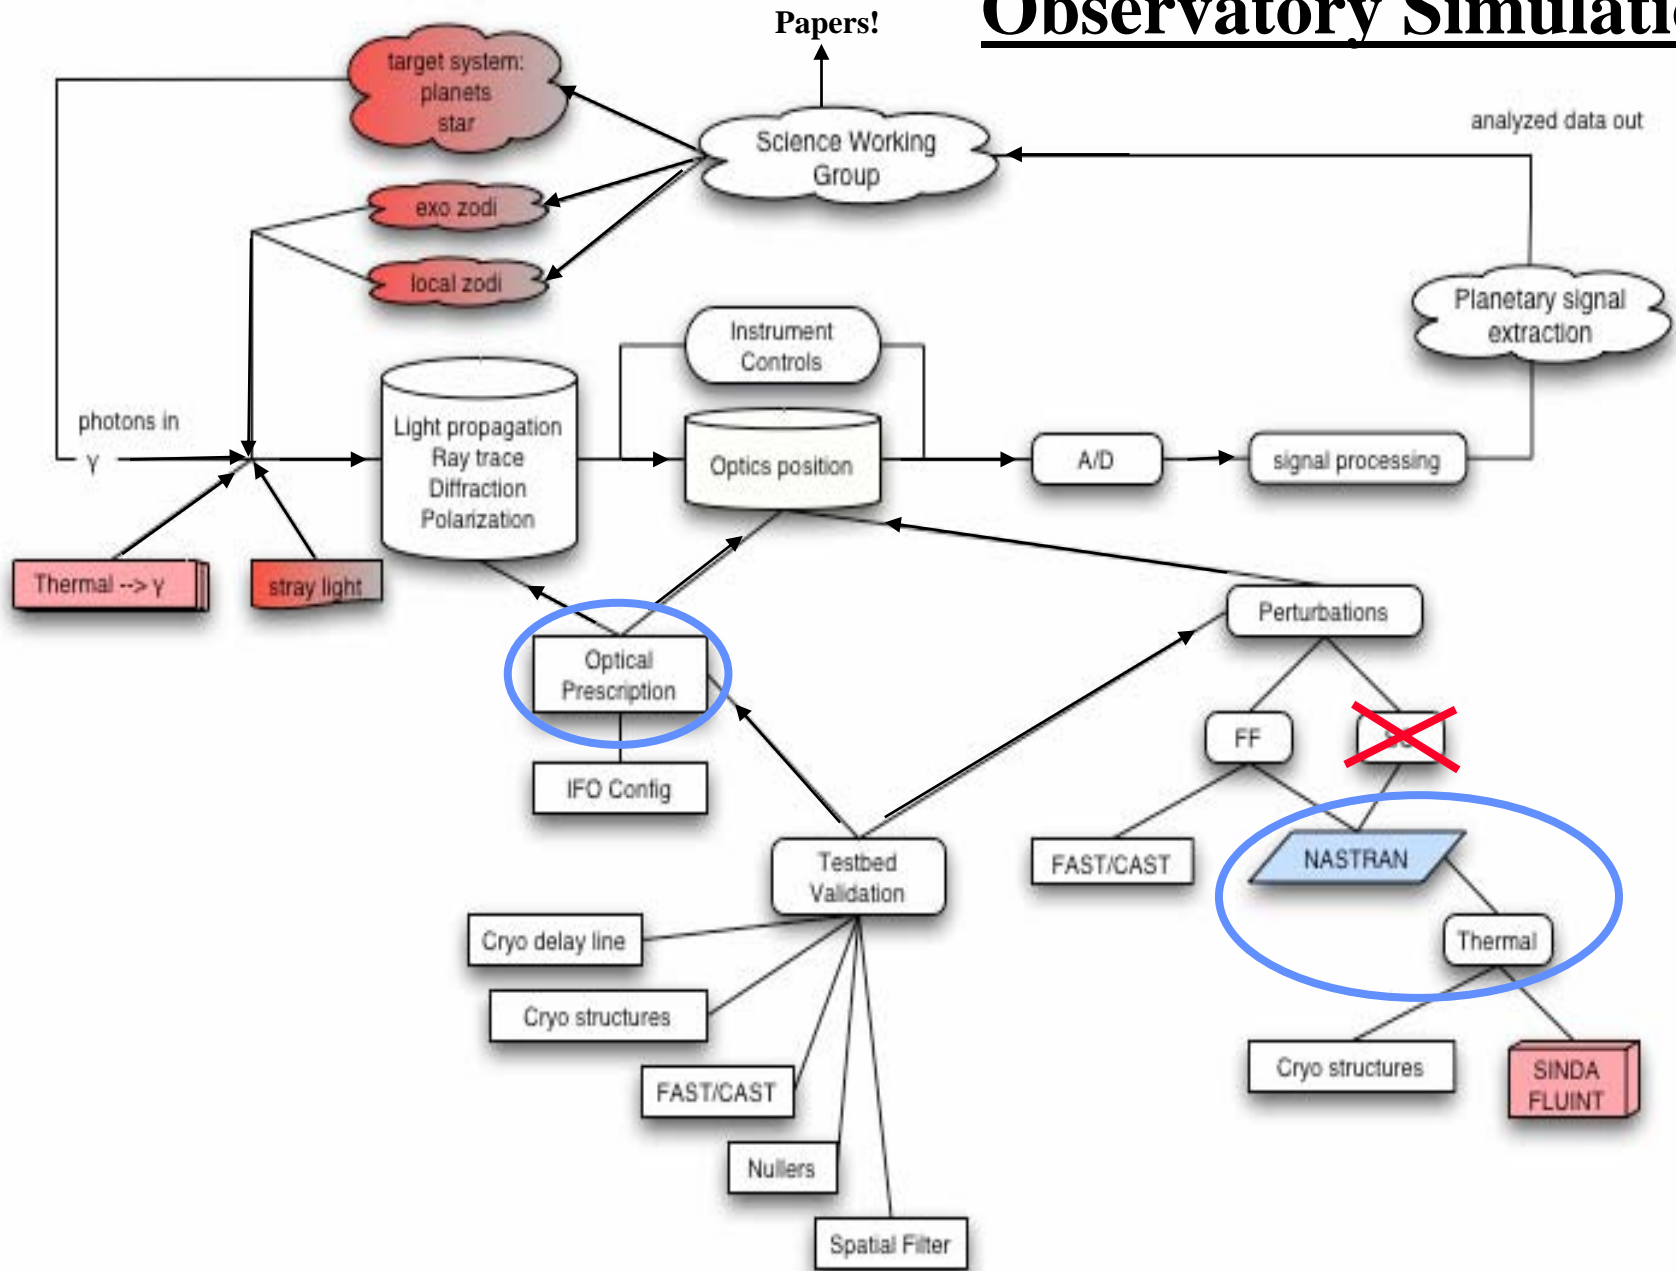 Observatory Simulatio
Papers!
target system:
planets
star
Science Working
Group
analyzed data out
exo zodi
local zodi
Planetary signal
extraction
Instrument
Controls
photons in
γ
Light propagation
Ray trace
Diffraction
Polarization
Optics position
A/D
signal processing
Thermal --> γ
stray light
Perturbations
Optical
Prescription
FF
IFO Config
Testbed
Validation
FAST/CAST
NASTRAN
Cryo delay line
Thermal
Cryo structures
Cryo structures
SINDA
FLUINT
FAST/CAST
Nullers
Spatial Filter